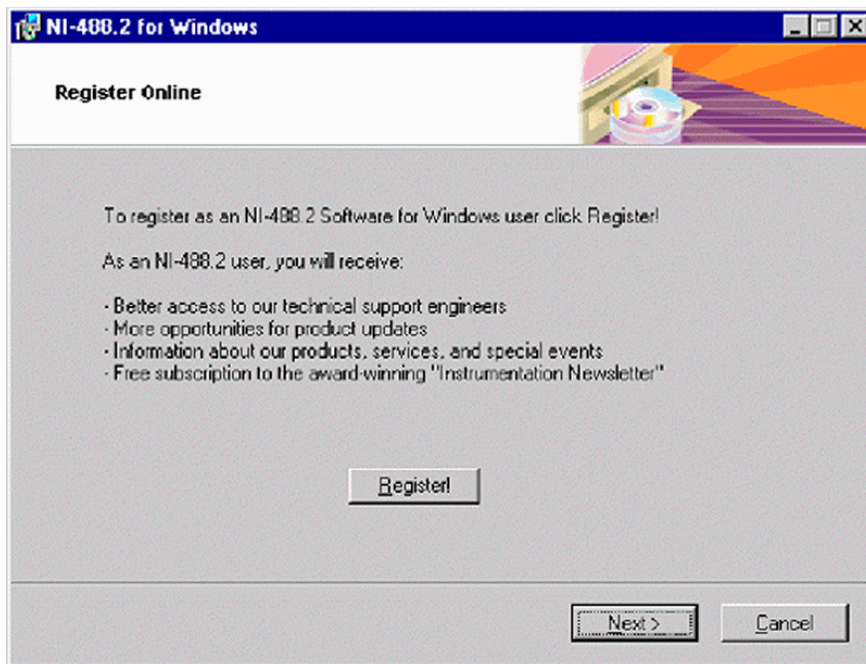 NI-488.2 for Windows
Register Online
To register as an NI-488.2 Software for Windows user click Register!
As an NI-488.2 user, you will receive:
- Better access to our technical support engineers
- More opportunities for product updates
- Information about our products, services, and special events
- Free subscription to the award-winning "Instrumentation Newsletter"
Register!
Next > Cancel